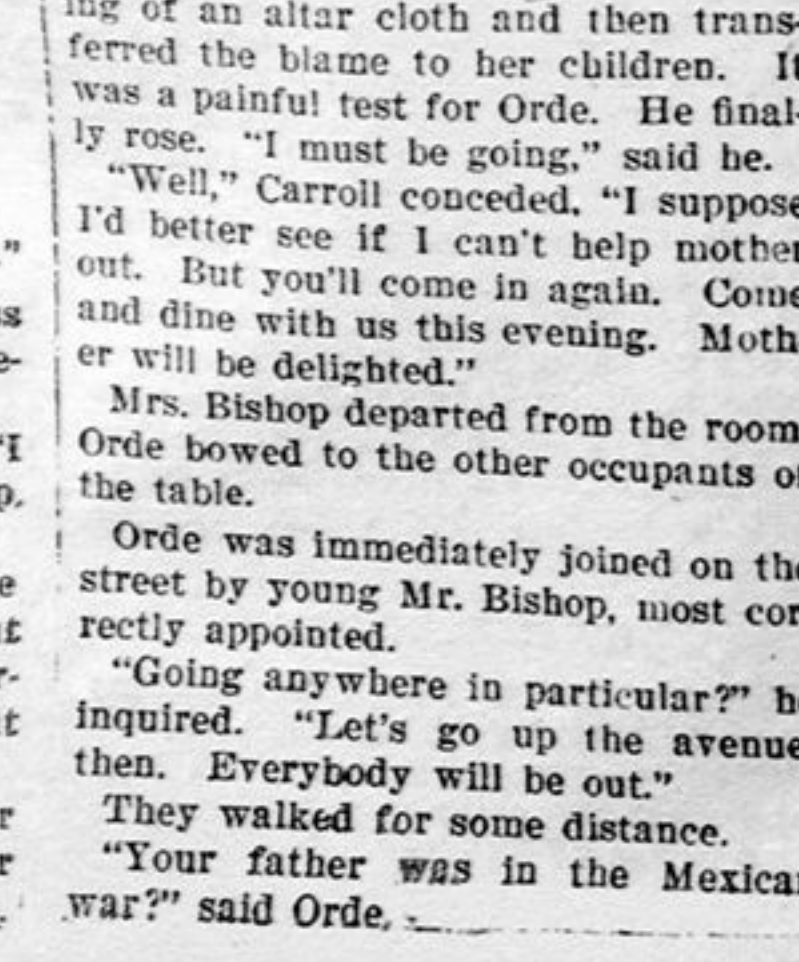 ing of an altar cloth and then trans-
ferred the blame to her children. It
was a painful test for Orde. He final-
ly rose. "I must be going," said he.
"Well," Carroll conceded, "I suppose
I'd better see if I can't help mother
out. But you'll come in again. Come
and dine with us this evening. Moth
er will be delighted."
Mrs. Bishop departed from the room
Orde bowed to the other occupants of
the table.
Orde was immediately joined on the
street by young Mr. Bishop, most cor
rectly appointed.
"Going anywhere in particular?" h
inquired. "Let's go up the avenue
then. Everybody will be out."
They walked for some distance.
"Your father was in the Mexica
war?" said Orde.